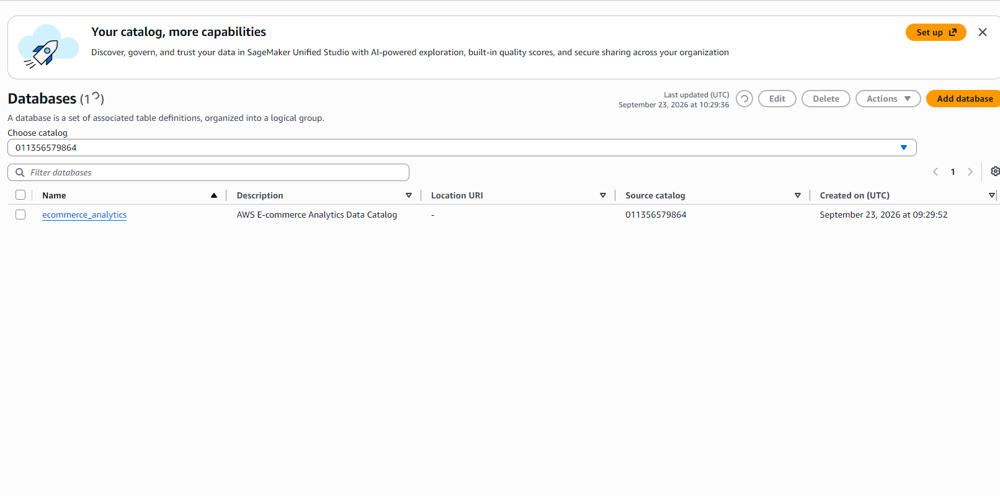 Your catalog, more capabilities
Set up
Discover, govern, and trust your data in SageMaker Unified Studio with AI-powered exploration, built-in quality scores, and secure sharing across your organization
Databases (1)
Last updated (UTC)
September 23, 2026 at 10:29:36
Edit
Delete
Actions
Add database
A database is a set of associated table definitions, organized into a logical group.
Choose catalog
011356579864
Filter databases
1
Name
Description
Location URI
Source catalog
Created on (UTC)
ecommerce_analytics
AWS E-commerce Analytics Data Catalog
-
011356579864
September 23, 2026 at 09:29:52